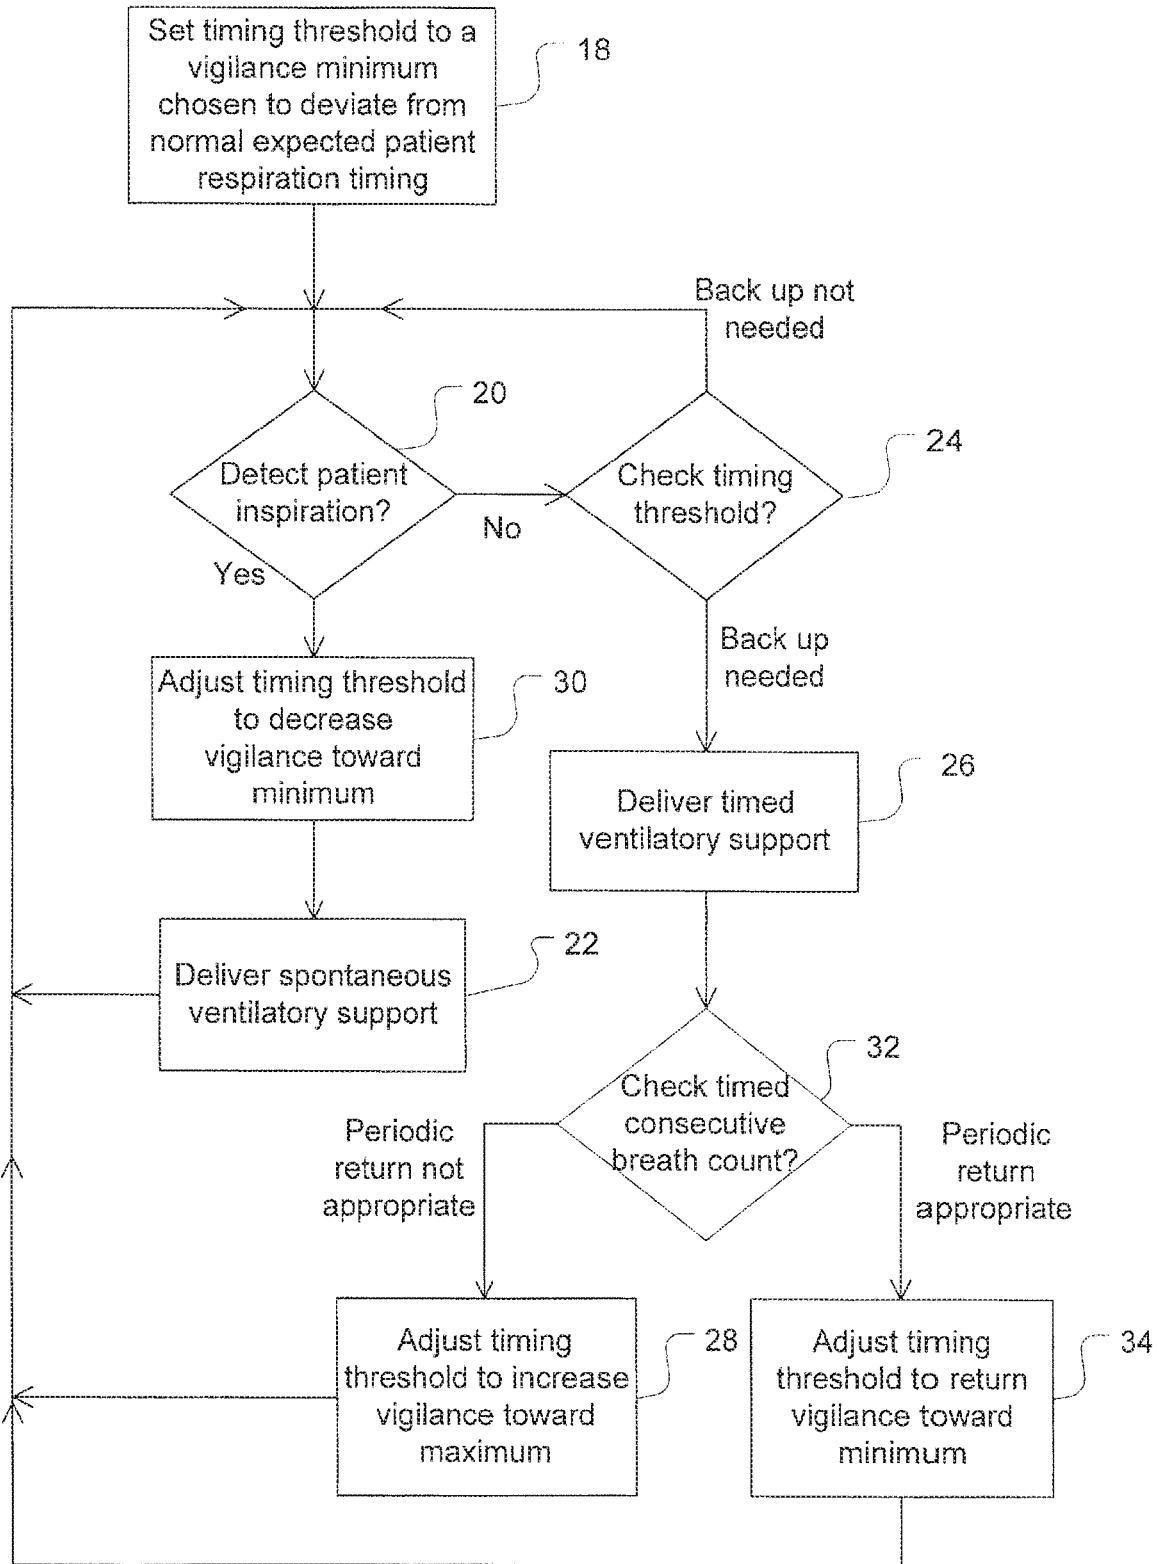 Set timing threshold to a
vigilance minimum
chosen to deviate from
normal expected patient
respiration timing
18
Back up not
needed
20
24
Detect patient
inspiration?
Check timing
threshold?
No
Yes
Back up
needed
Adjust timing threshold
to decrease
vigilance toward
minimum
30
26
Deliver timed
ventilatory support
22
Deliver spontaneous
ventilatory support
32
Check timed
consecutive
breath count?
Periodic
return not
appropriate
Periodic
return
appropriate
Adjust timing
threshold to increase
vigilance toward
maximum
28
Adjust timing
threshold to return
vigilance toward
minimum
34